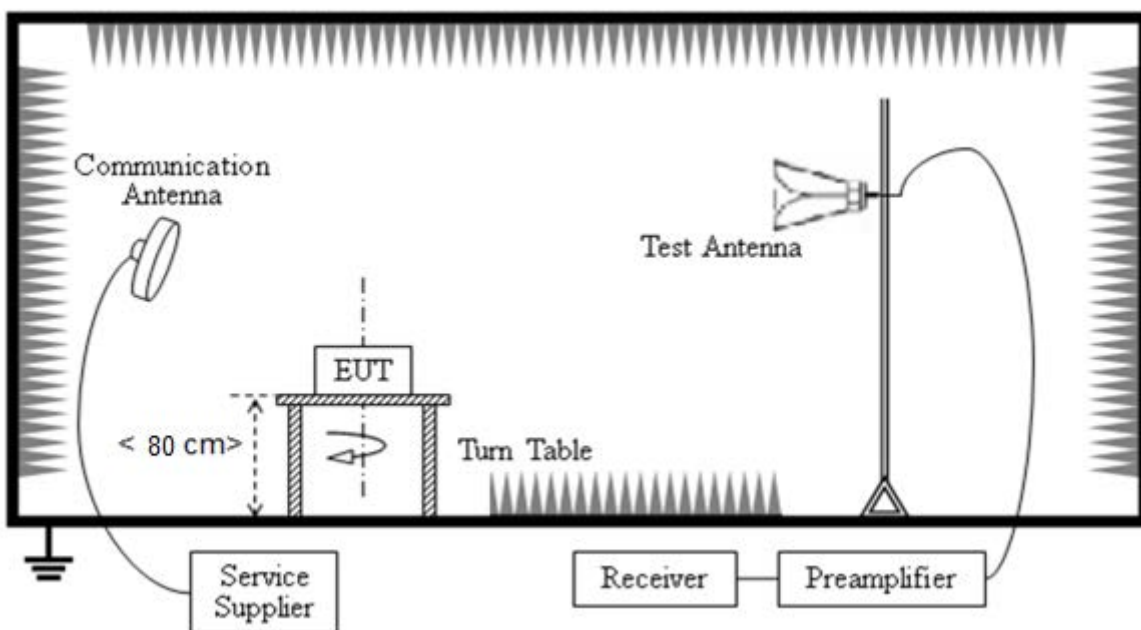 Communication
Antenna
Test Antenna
EUT
< 80 cm>
Turn Table
Service
Supplier
Receiver
Preamplifier